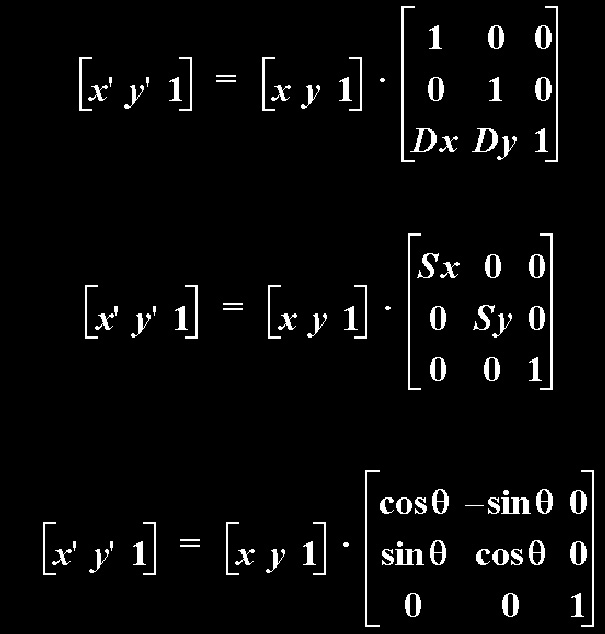 1 0 0
[x' y' 1] = [x y 1] · 0 1 0
Dx Dy 1
Sx 0 0
[x' y' 1] = [x y 1] · 0 Sy 0
0 0 1
cosθ −sinθ 0
[x' y' 1] = [x y 1] · sinθ cosθ 0
0 0 1